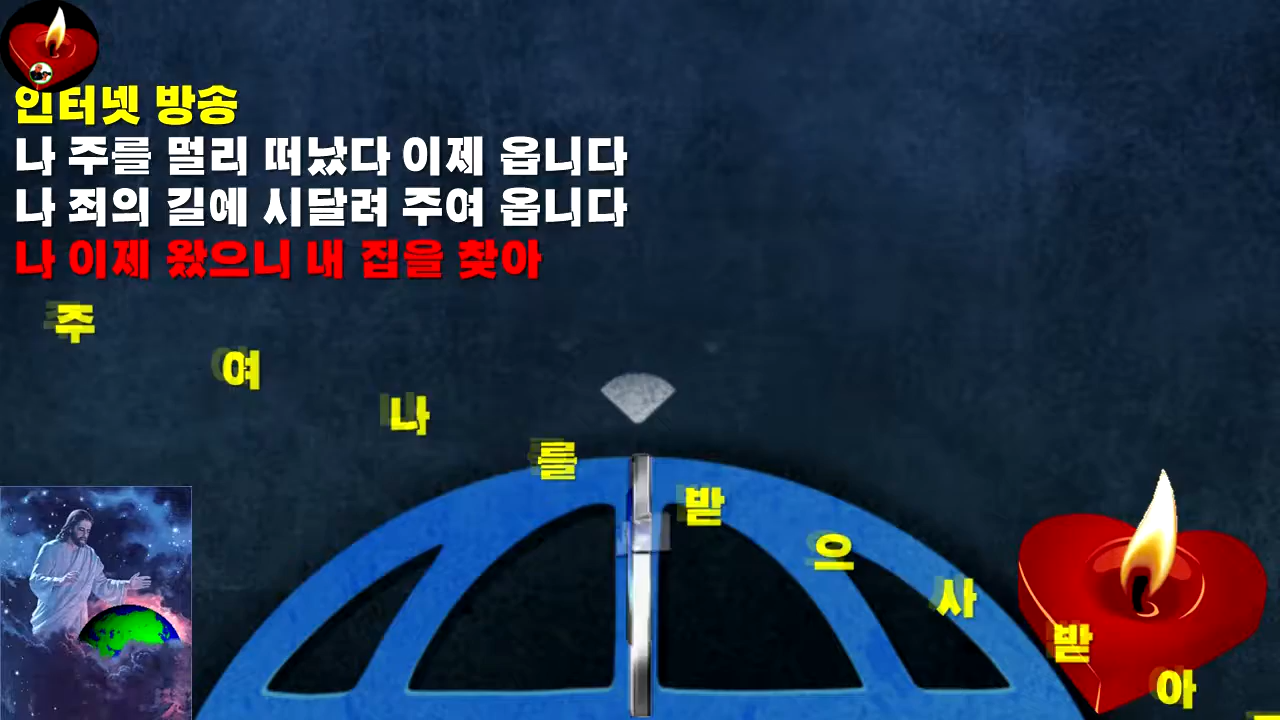 인터넷 방송
나 주를 멀리 떠났다 이제 옵니다
나 죄의 길에 시달려 주여 옵니다
나 이제 왔으니 내 집을 찾아
주여 나를 받으사 받아